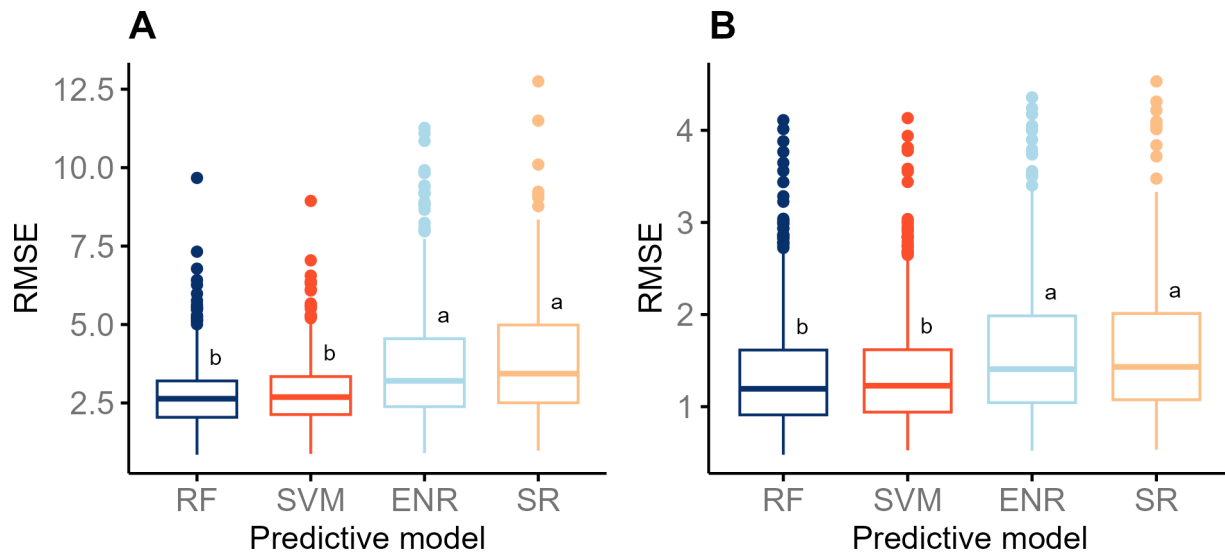 A
RMSE
12.5
10.0
7.5
5.0
2.5
b
b
a
a
RF SVM ENR SR
Predictive model
B
RMSE
4
3
2
1
b
b
a
a
RF SVM ENR SR
Predictive model